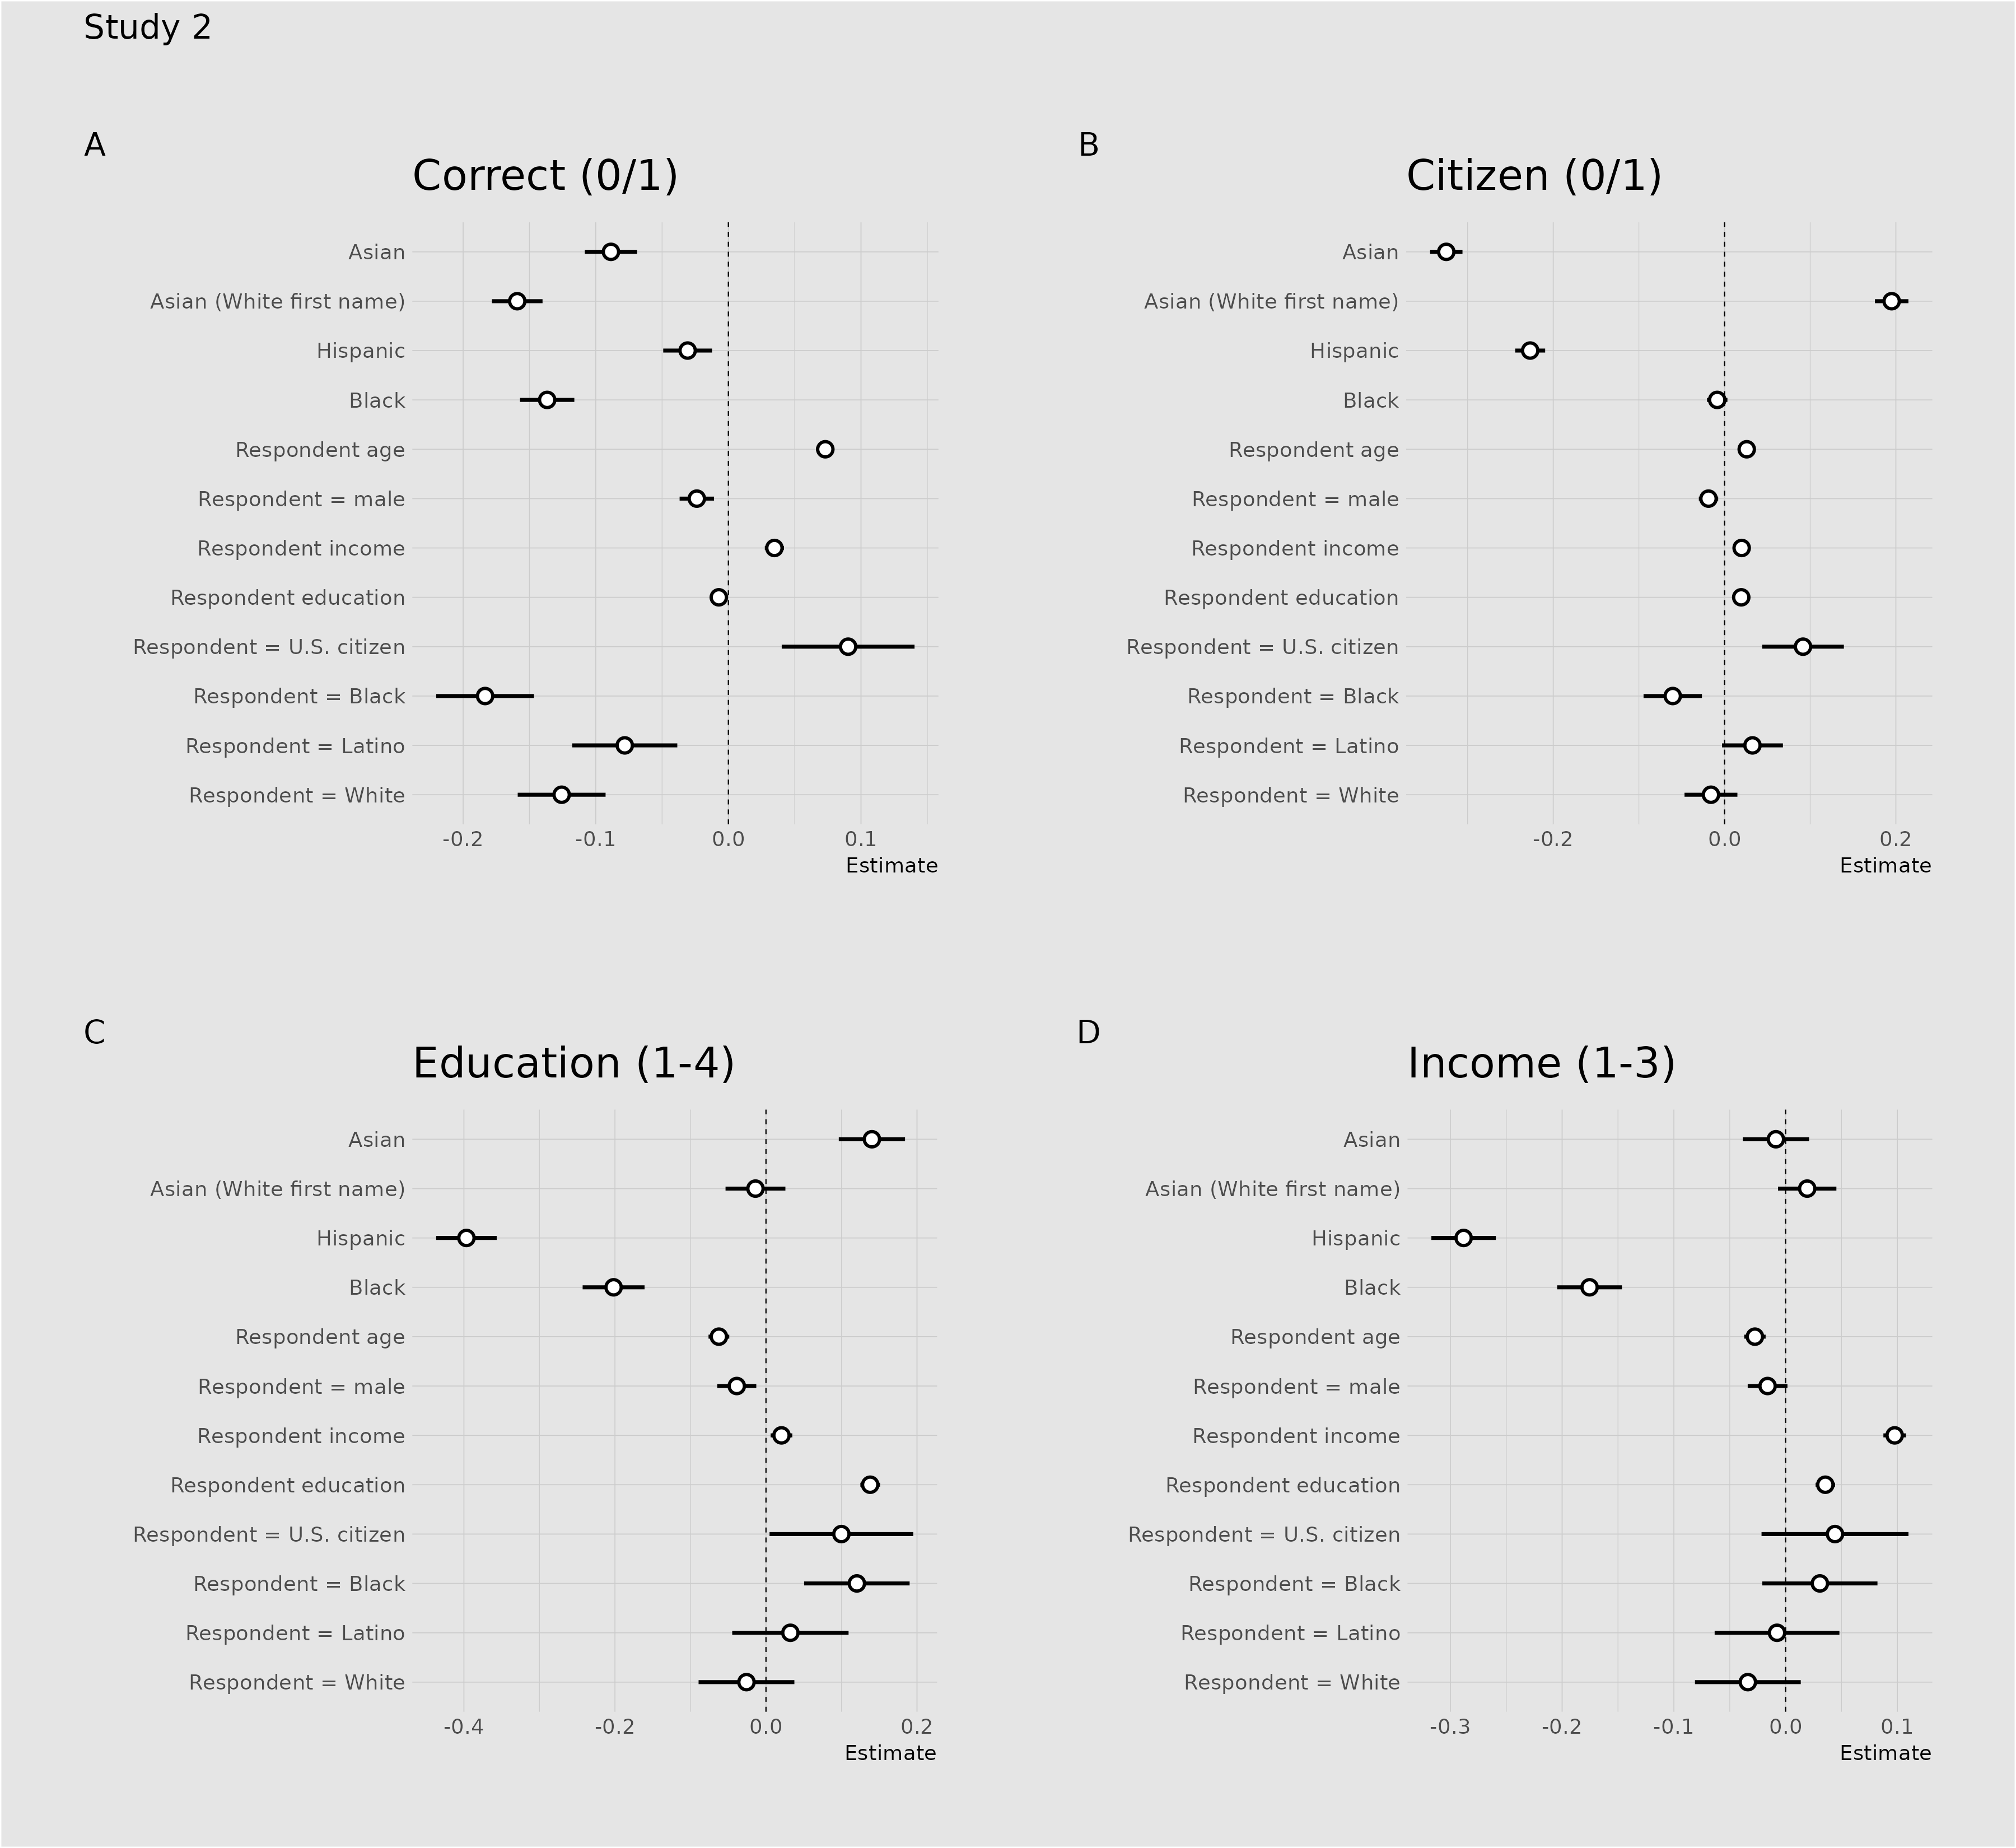 Study 2
A
Correct (0/1)
Asian
Asian (White first name)
Hispanic
Black
Respondent age
Respondent = male
Respondent income
Respondent education
Respondent = U.S. citizen
Respondent = Black
Respondent = Latino
Respondent = White
-0.2 -0.1 0.0 0.1
Estimate
B
Citizen (0/1)
Asian
Asian (White first name)
Hispanic
Black
Respondent age
Respondent = male
Respondent income
Respondent education
Respondent = U.S. citizen
Respondent = Black
Respondent = Latino
Respondent = White
-0.2 0.0 0.2
Estimate
C
Education (1-4)
Asian
Asian (White first name)
Hispanic
Black
Respondent age
Respondent = male
Respondent income
Respondent education
Respondent = U.S. citizen
Respondent = Black
Respondent = Latino
Respondent = White
-0.4 -0.2 0.0 0.2
Estimate
D
Income (1-3)
Asian
Asian (White first name)
Hispanic
Black
Respondent age
Respondent = male
Respondent income
Respondent education
Respondent = U.S. citizen
Respondent = Black
Respondent = Latino
Respondent = White
-0.3 -0.2 -0.1 0.0 0.1
Estimate